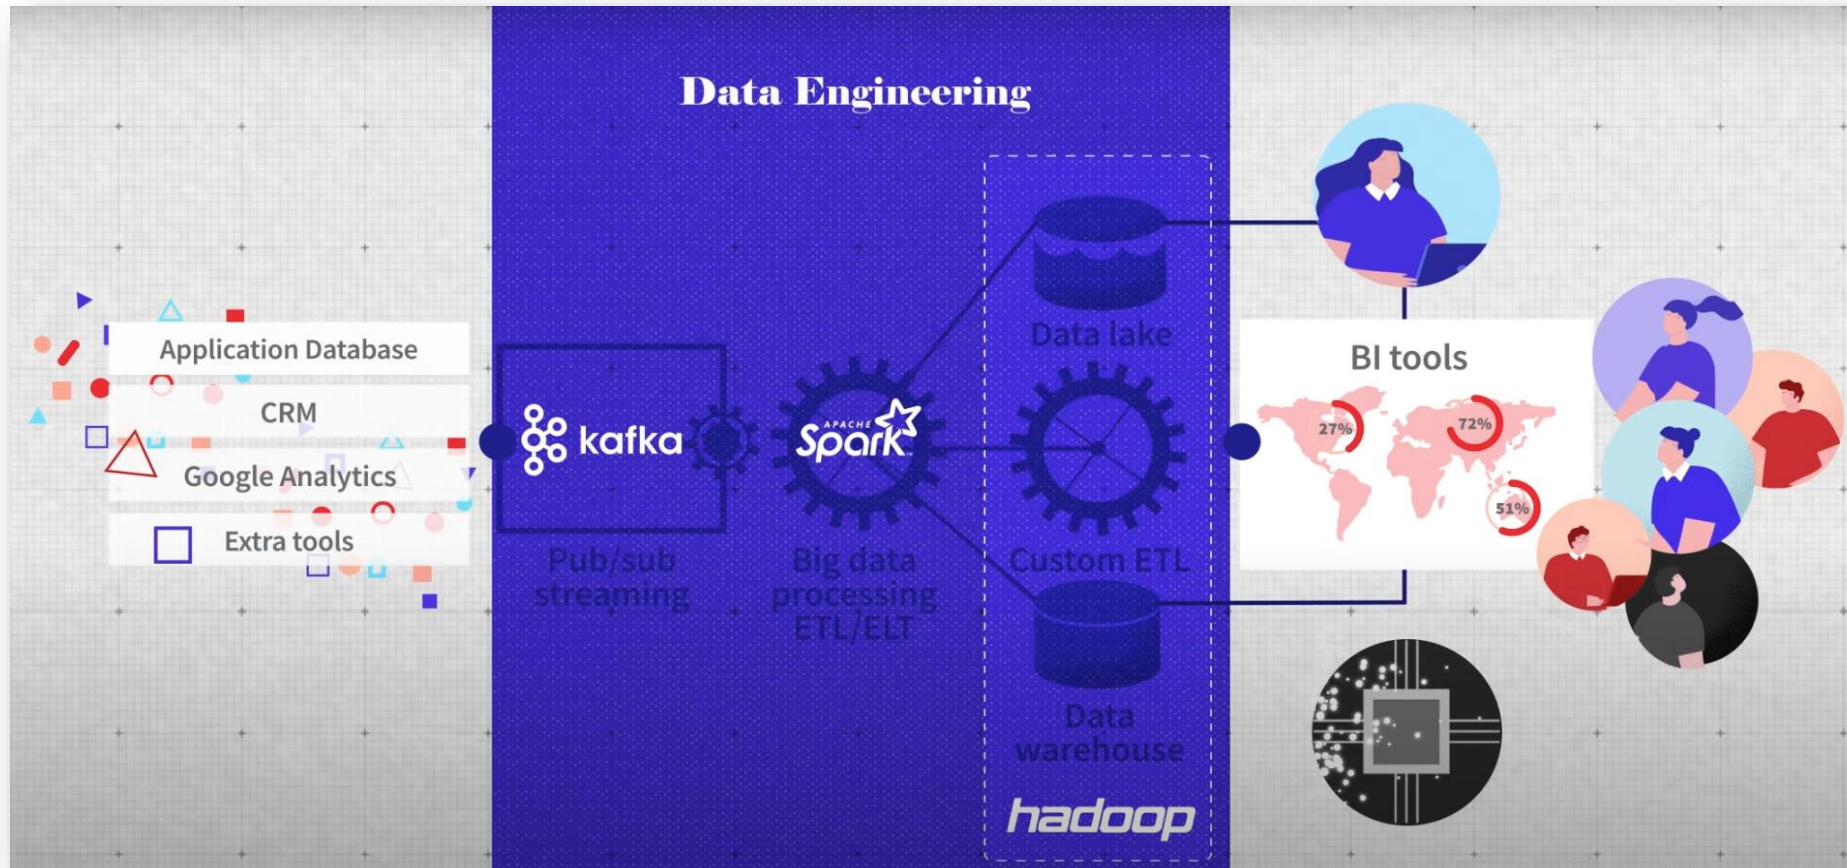 Data Engineering
Application Database
CRM
Google Analytics
Extra tools
kafka
Pub/sub
streaming
APACHE
Spark™
Big data
processing
ETL/ELT
Data lake
Custom ETL
Data
warehouse
hadoop
BI tools
27%
72%
51%